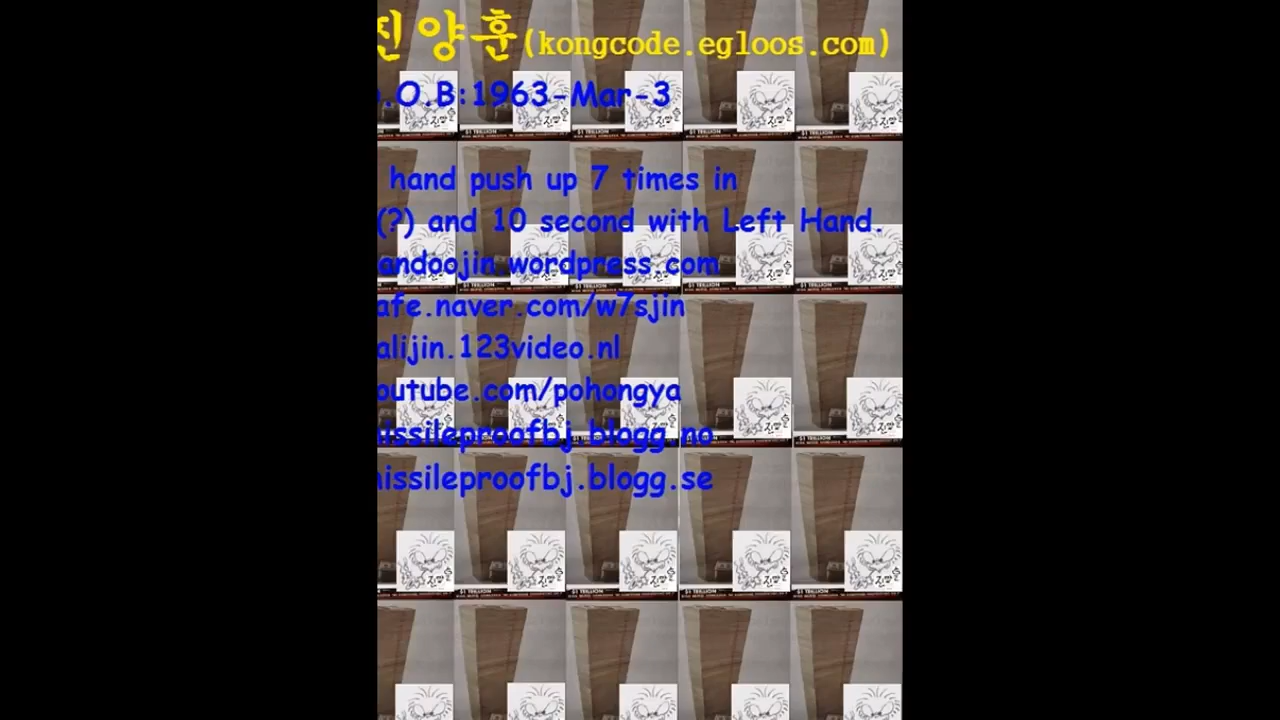 진양훈(kongcode.egloos.com)
.O.B:1963-Mar-3
hand push up 7 times in
(?) and 10 second with Left Hand.
andoojin.wordpress.com
afe.naver.com/w7sjin
alijin.123video.nl
outube.com/pohongya
nissileproofbj.blogg.no
nissileproofbj.blogg.se
$1 TRILLION